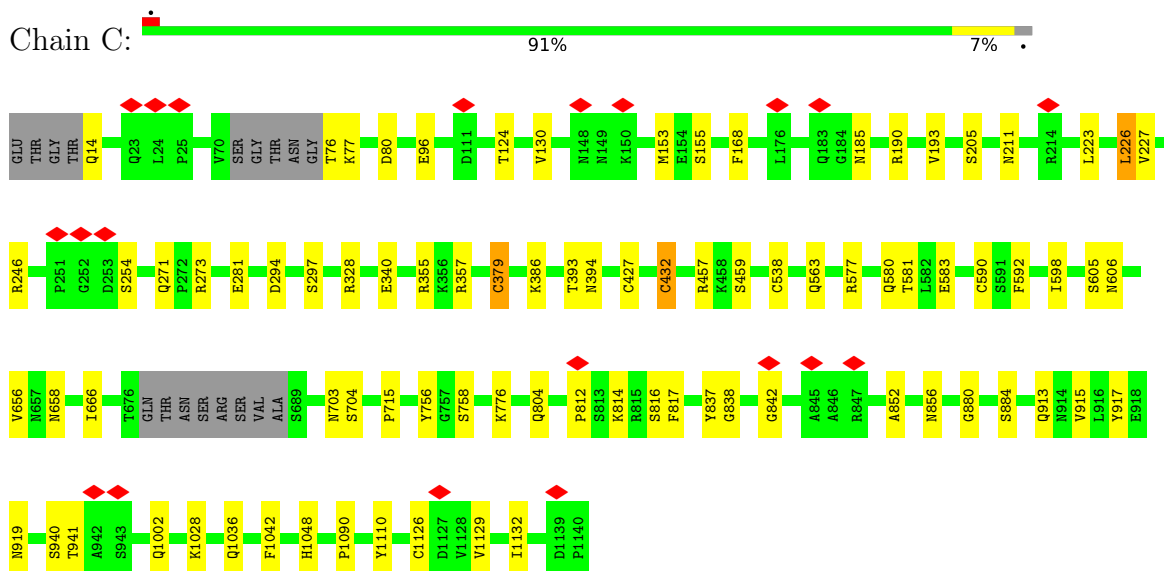 Chain C:
91%
7%
GLU THR GLY THR Q14 Q23 L24 P25 V70 SER GLY THR ASN GLY T76 K77 D80 E96 D111 T124 V130 N148 N149 K150 M153 E154 S155 F168 L176 Q183 G184 N185 R190 V193 S205 N211 R214 L223 L226 V227
R246 P251 G252 D253 S254 Q271 P272 R273 E281 D294 S297 R328 E340 R355 K356 R357 C379 K386 T393 N394 C427 C432 R457 K458 S459 C538 Q563 R577 Q580 T581 L582 E583 C590 S591 F592 I598 S605 N606
V656 N657 N658 I666 T676 GLN THR ASN SER ARG SER VAL ALA S689 N703 S704 P715 Y756 G757 S758 K776 Q804 P812 S813 K814 R815 S816 F817 Y837 G838 G842 A845 A846 R847 A852 N856 G880 S884 Q913 N914 V915 L916 Y917 E918
N919 S940 T941 A942 S943 Q1002 K1028 Q1036 F1042 H1048 P1090 Y1110 C1126 D1127 V1128 V1129 I1132 D1139 P1140